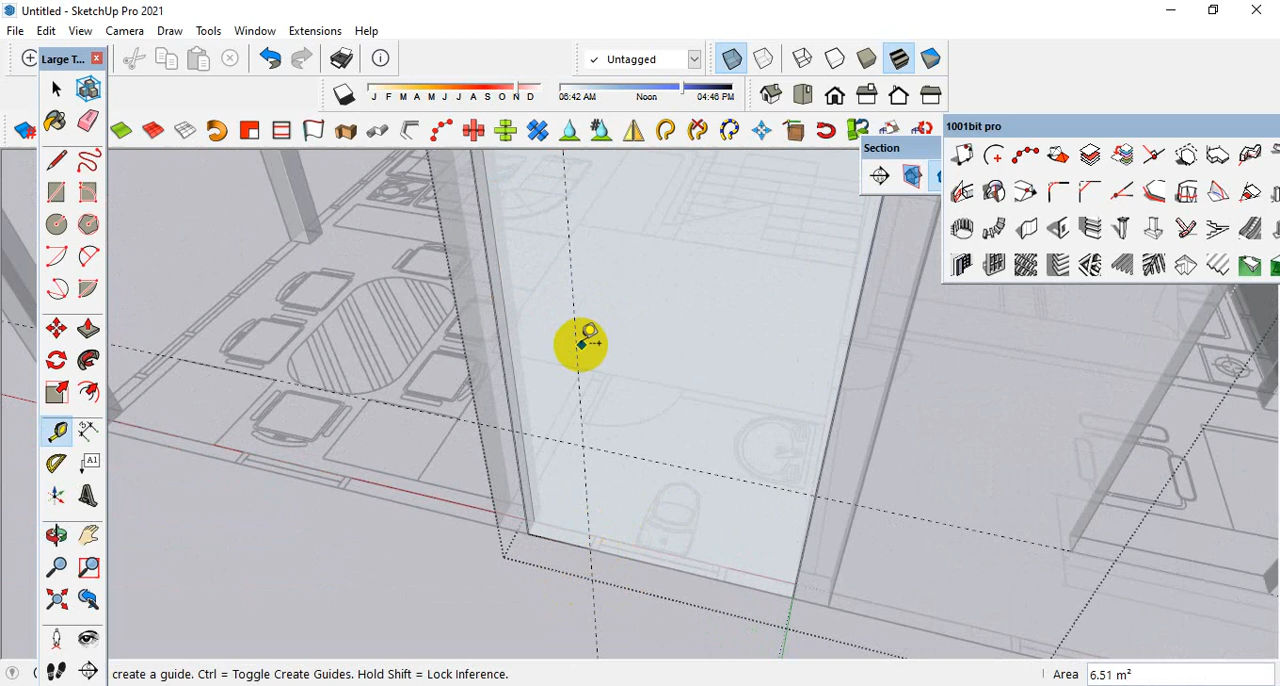 Untitled - SketchUp Pro 2021
File Edit View Camera Draw Tools Window Extensions Help
Large T...
Untagged
J F M A M J J A S O N D
06:42 AM Noon 04:46 PM
1001bit pro
Section
A1
create a guide. Ctrl = Toggle Create Guides. Hold Shift = Lock Inference.
Area 6.51 m²